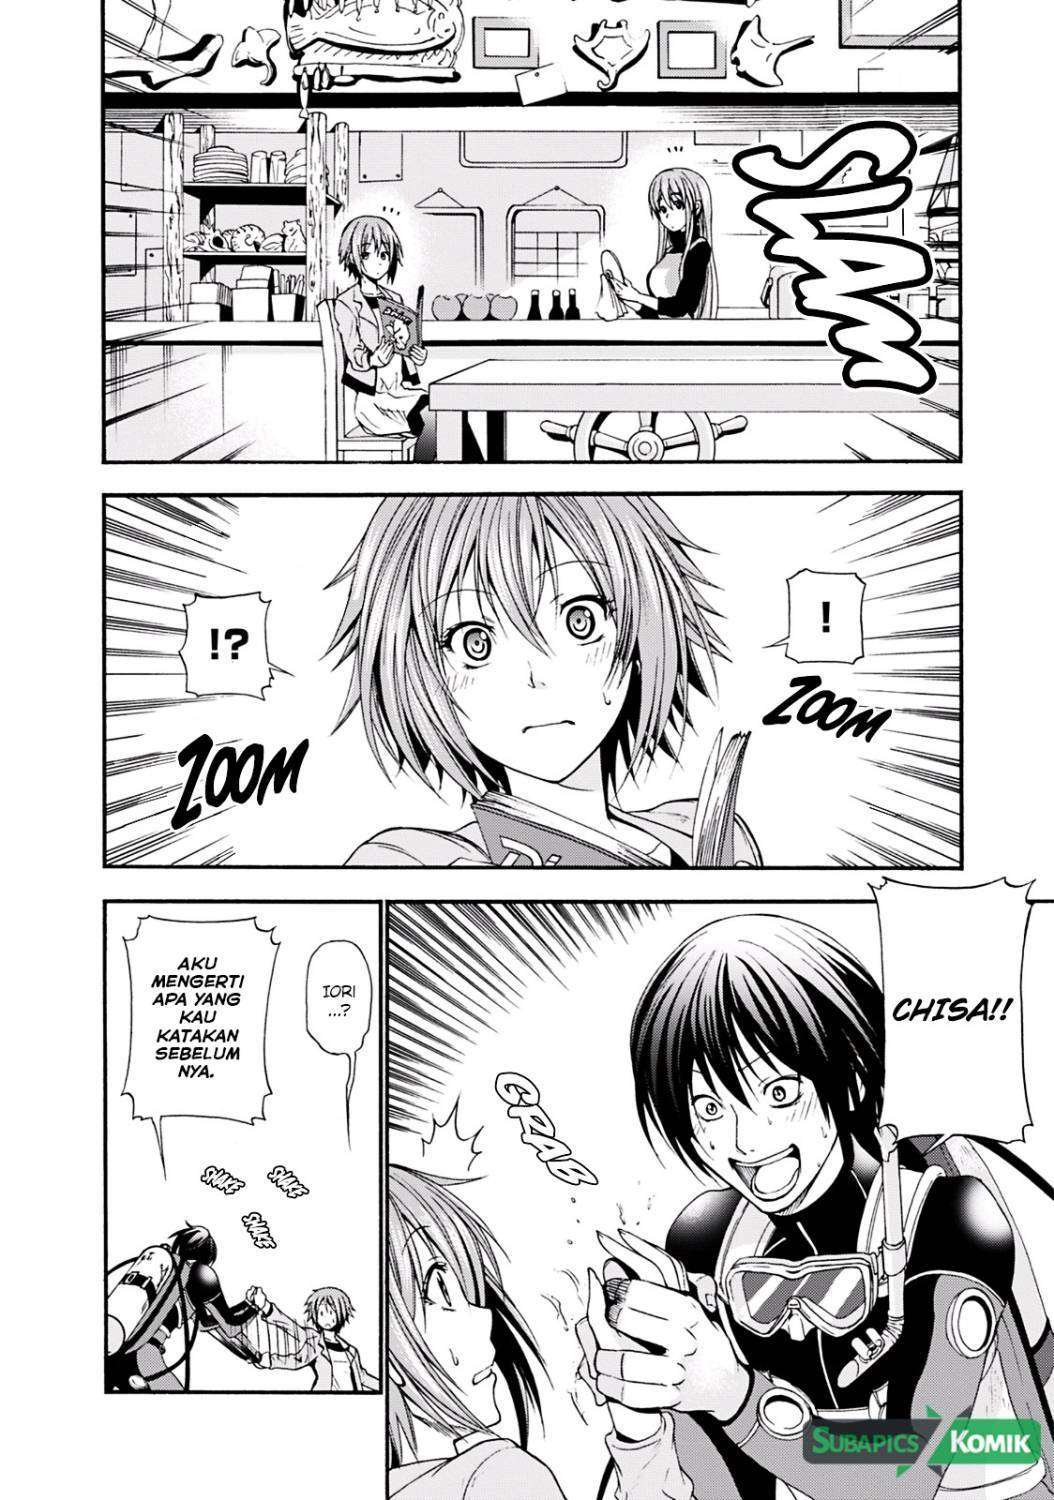 SLAM
!
ZOOM
!?
ZOOM
CHISA!!
GRAB
IORI
...?
AKU
MENGERTI
APA YANG
KAU
KATAKAN
SEBELUM
NYA.
SHAKE
SHAKE
SHAKE
SUBAPICS KOMIK